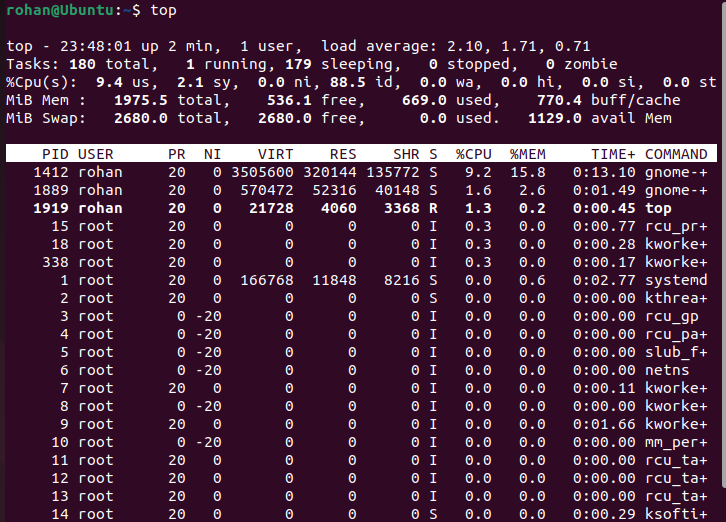 rohan@Ubuntu:~$ top
top - 23:48:01 up 2 min,  1 user,  load average: 2.10, 1.71, 0.71
Tasks: 180 total,   1 running, 179 sleeping,   0 stopped,   0 zombie
%Cpu(s):  9.4 us,  2.1 sy,  0.0 ni, 88.5 id,  0.0 wa,  0.0 hi,  0.0 si,  0.0 st
MiB Mem :   1975.5 total,    536.1 free,    669.0 used,    770.4 buff/cache
MiB Swap:   2680.0 total,   2680.0 free,      0.0 used.   1129.0 avail Mem
PID USER      PR  NI    VIRT    RES    SHR S  %CPU  %MEM     TIME+ COMMAND
1412 rohan     20   0 3505600 320144 135772 S   9.2  15.8   0:13.10 gnome-+
1889 rohan     20   0  570472  52316  40148 S   1.6   2.6   0:01.49 gnome-+
1919 rohan     20   0   21728   4060   3368 R   1.3   0.2   0:00.45 top
15 root      20   0       0      0      0 I   0.3   0.0   0:00.77 rcu_pr+
18 root      20   0       0      0      0 I   0.3   0.0   0:00.28 kworke+
338 root      20   0       0      0      0 I   0.3   0.0   0:00.17 kworke+
1 root      20   0  166768  11848   8216 S   0.0   0.6   0:02.77 systemd
2 root      20   0       0      0      0 S   0.0   0.0   0:00.00 kthrea+
3 root       0 -20       0      0      0 I   0.0   0.0   0:00.00 rcu_gp
4 root       0 -20       0      0      0 I   0.0   0.0   0:00.00 rcu_pa+
5 root       0 -20       0      0      0 I   0.0   0.0   0:00.00 slub_f+
6 root       0 -20       0      0      0 I   0.0   0.0   0:00.00 netns
7 root      20   0       0      0      0 I   0.0   0.0   0:00.11 kworke+
8 root       0 -20       0      0      0 I   0.0   0.0   0:00.00 kworke+
9 root      20   0       0      0      0 I   0.0   0.0   0:01.66 kworke+
10 root       0 -20       0      0      0 I   0.0   0.0   0:00.00 mm_per+
11 root      20   0       0      0      0 I   0.0   0.0   0:00.00 rcu_ta+
12 root      20   0       0      0      0 I   0.0   0.0   0:00.00 rcu_ta+
13 root      20   0       0      0      0 I   0.0   0.0   0:00.00 rcu_ta+
14 root      20   0       0      0      0 S   0.0   0.0   0:00.29 ksofti+